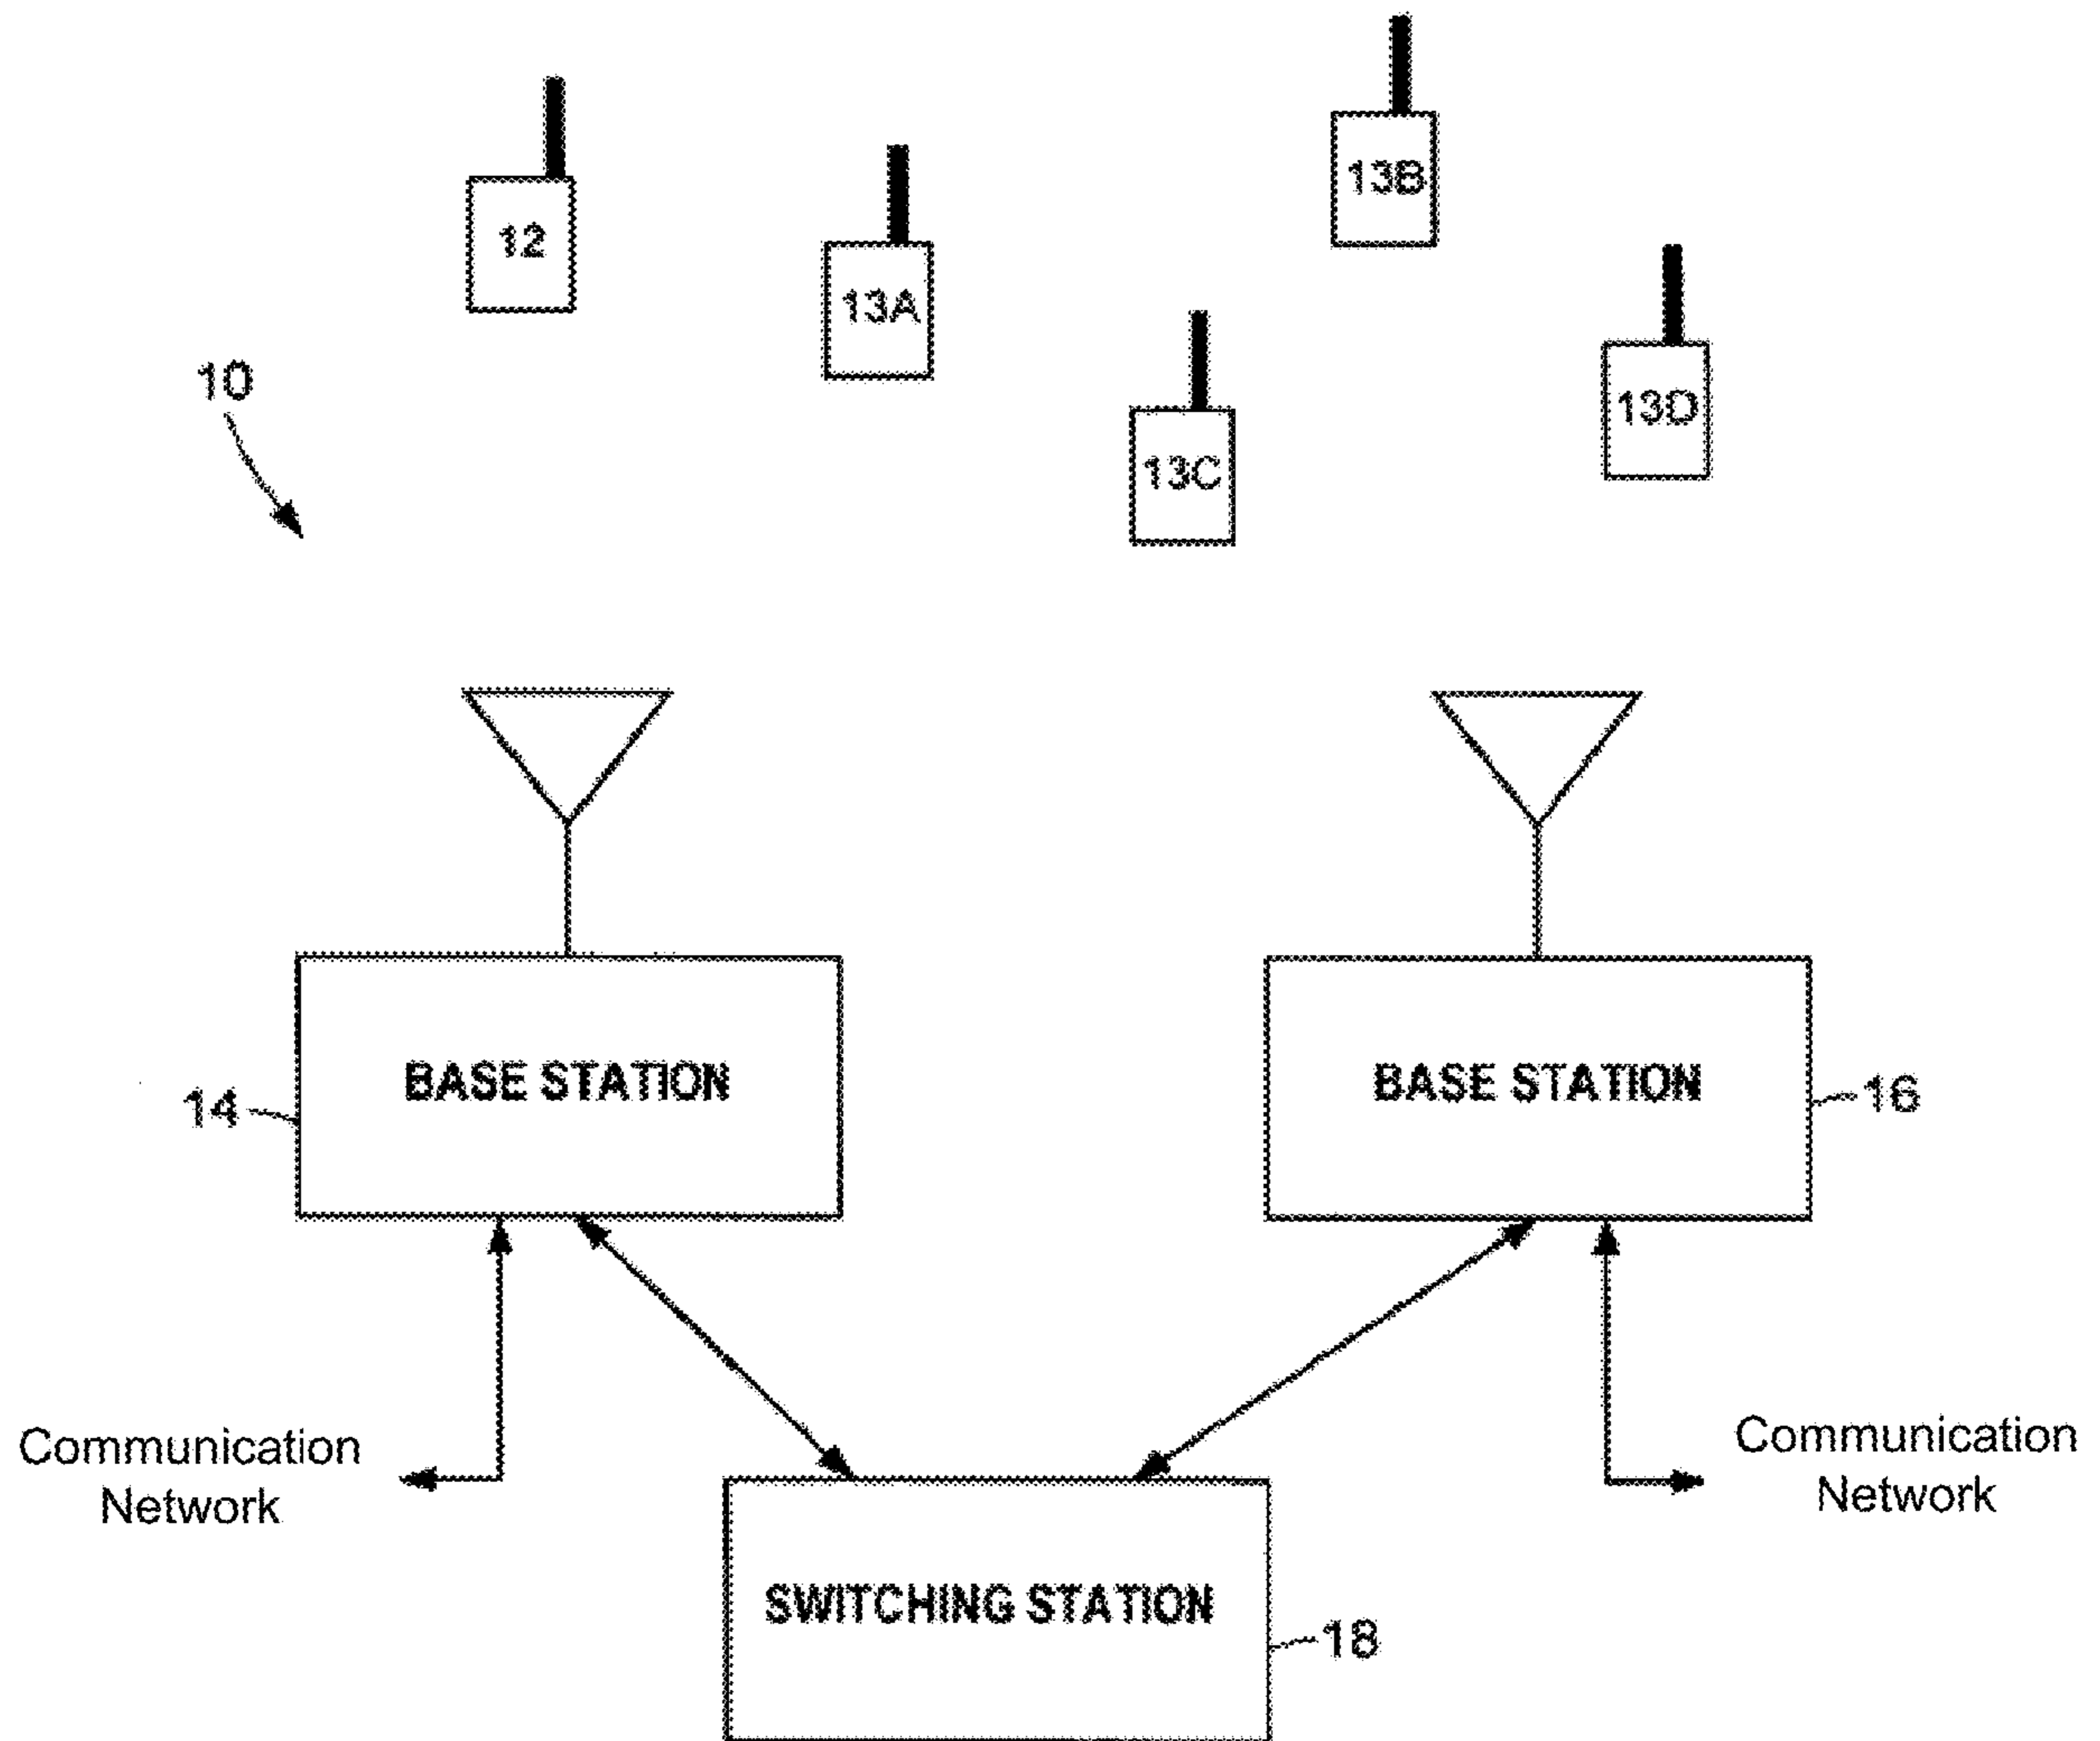 13B
12
13A
10
13D
13C
BASE STATION
BASE STATION
14
16
Communication
Network
Communication
Network
SWITCHING STATION
18